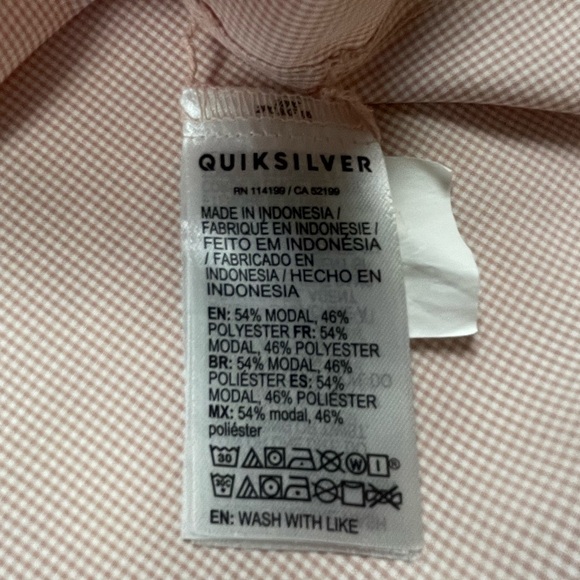 QUIKSILVER
RN 114199 / CA 52199
MADE IN INDONESIA /
FABRIQUÉ EN INDONESIE /
FEITO EM INDONÉSIA
/ FABRICADO EN
INDONESIA / HECHO EN
INDONESIA
EN: 54% MODAL, 46%
POLYESTER FR: 54%
MODAL, 46% POLYESTER
BR: 54% MODAL, 46%
POLIÉSTER ES: 54%
MODAL, 46% POLIÉSTER
MX: 54% modal, 46%
poliéster
30 W I ®
EN: WASH WITH LIKE